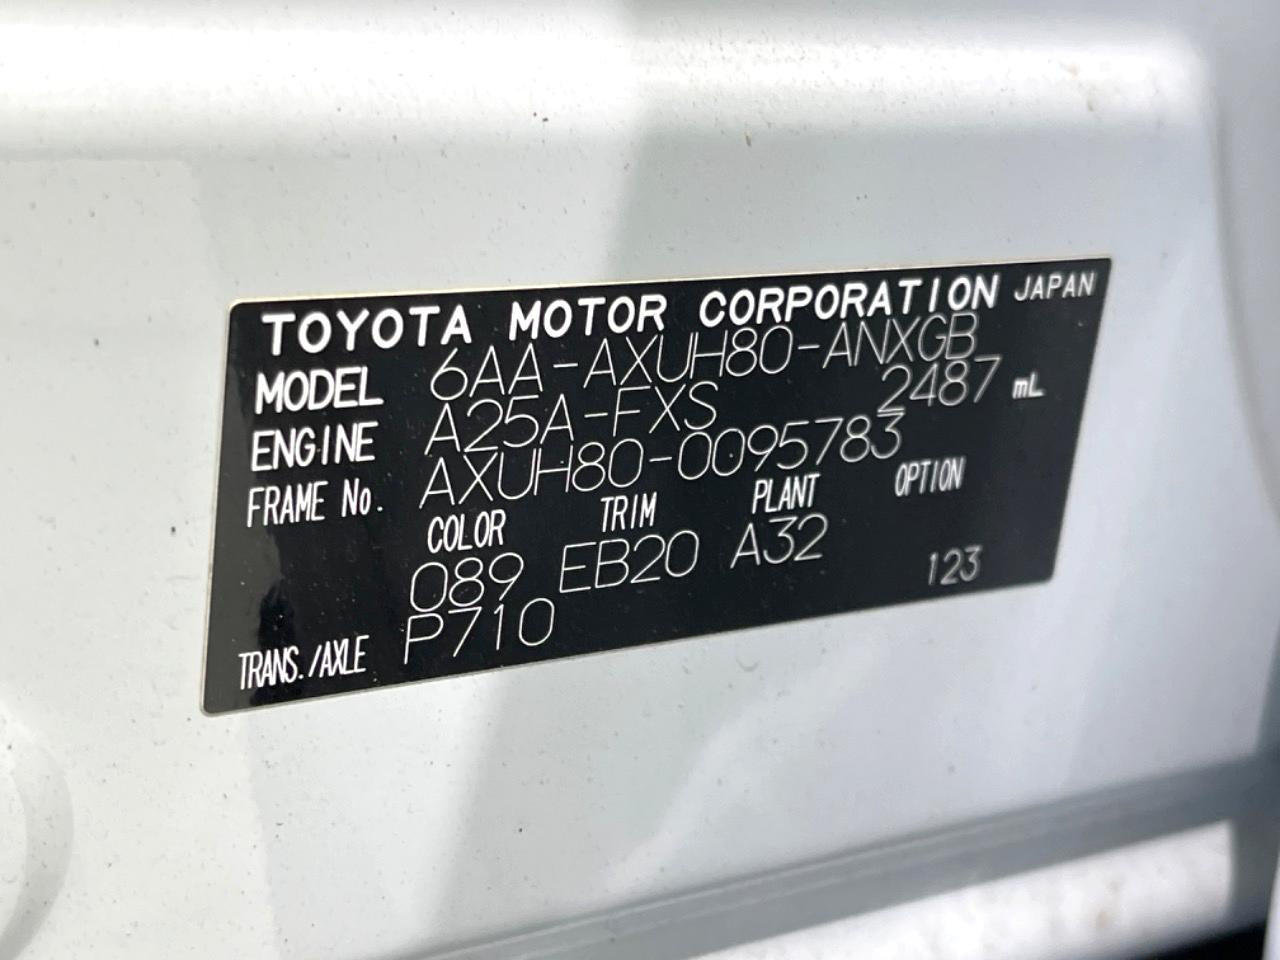 TOYOTA MOTOR CORPORATION JAPAN
MODEL 6AA-AXUH80-ANXGB
ENGINE A25A-FXS 2487 mL
FRAME No. AXUH80-0095783
COLOR TRIM PLANT OPTION
089 EB20 A32 123
TRANS./AXLE P710